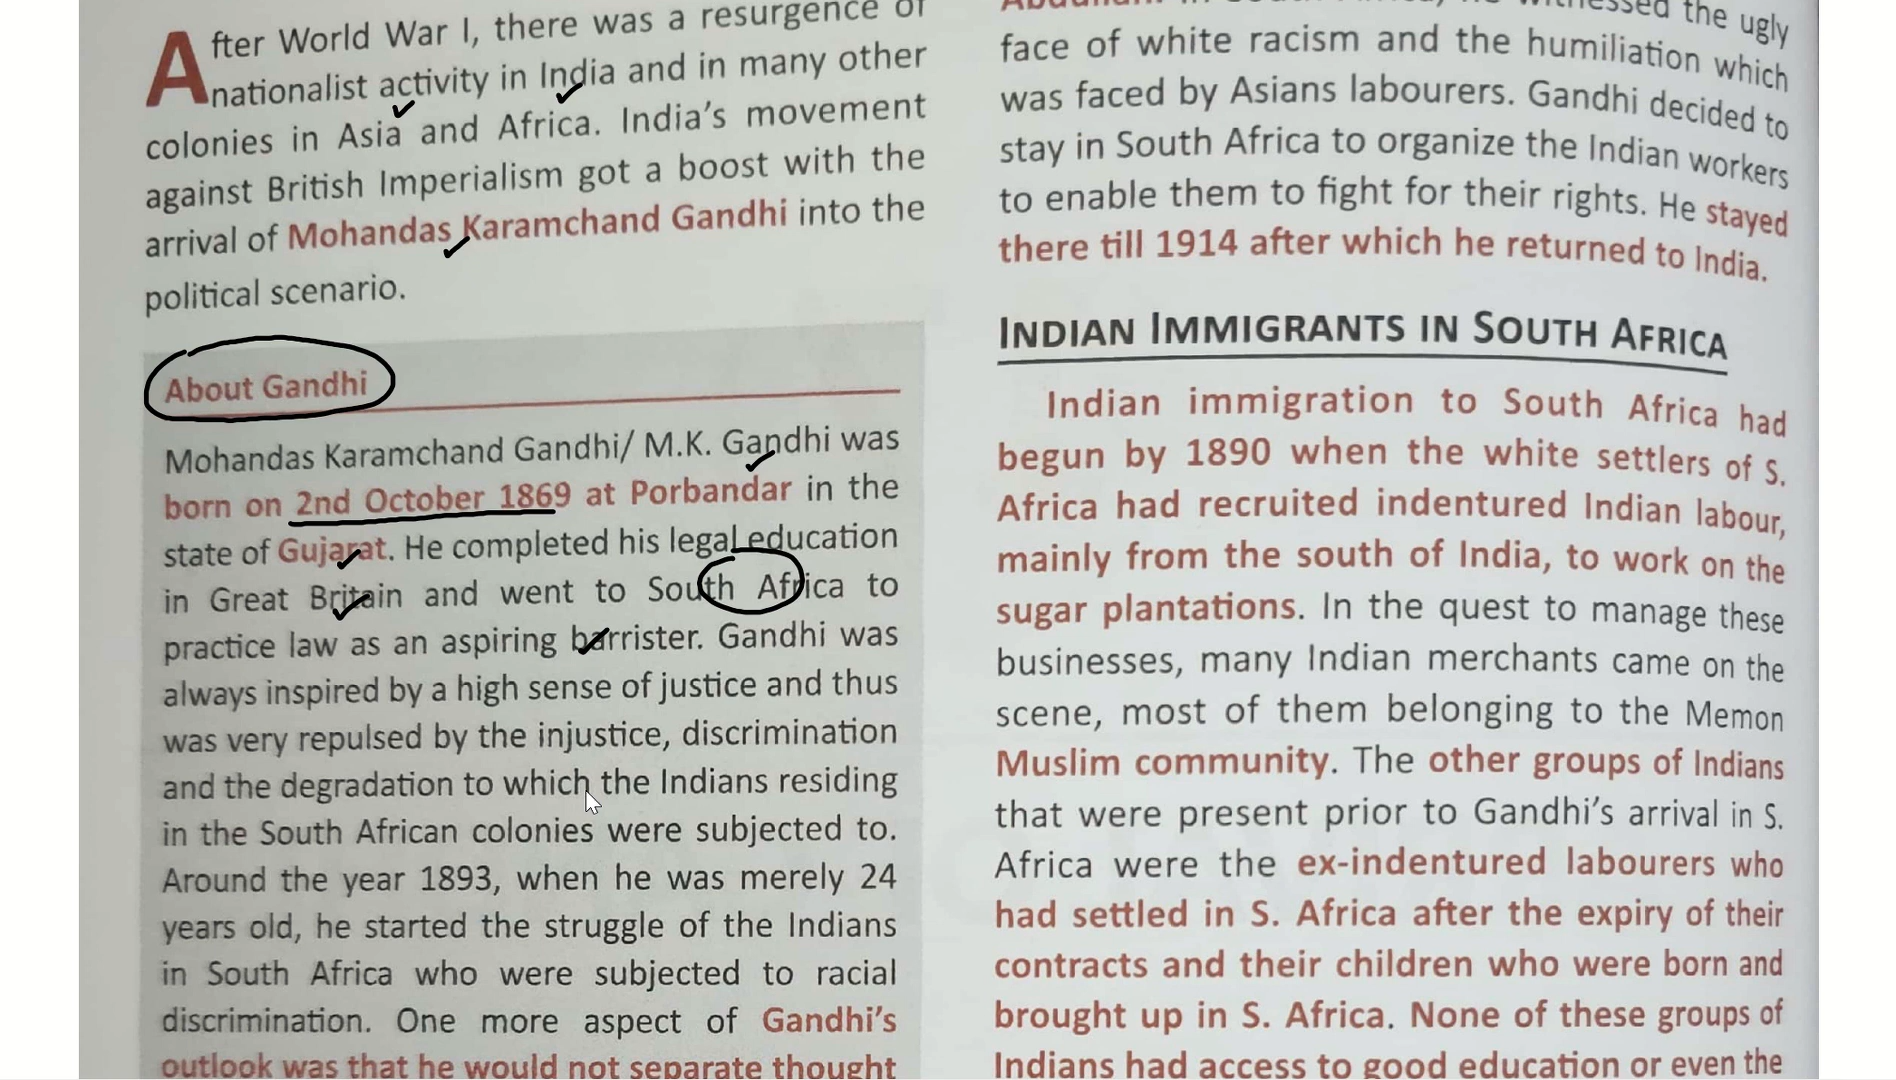 After World War I, there was a resurgence of
nationalist activity in India and in many other
colonies in Asia and Africa. India's movement
against British Imperialism got a boost with the
arrival of Mohandas Karamchand Gandhi into the
political scenario.
About Gandhi
Mohandas Karamchand Gandhi/ M.K. Gandhi was
born on 2nd October 1869 at Porbandar in the
state of Gujarat. He completed his legal education
in Great Britain and went to South Africa to
practice law as an aspiring barrister. Gandhi was
always inspired by a high sense of justice and thus
was very repulsed by the injustice, discrimination
and the degradation to which the Indians residing
in the South African colonies were subjected to.
Around the year 1893, when he was merely 24
years old, he started the struggle of the Indians
in South Africa who were subjected to racial
discrimination. One more aspect of Gandhi's
outlook was that he would not separate thought
in South Africa, he witnessed the ugly
face of white racism and the humiliation which
was faced by Asians labourers. Gandhi decided to
stay in South Africa to organize the Indian workers
to enable them to fight for their rights. He stayed
there till 1914 after which he returned to India.
INDIAN IMMIGRANTS IN SOUTH AFRICA
Indian immigration to South Africa had
begun by 1890 when the white settlers of S.
Africa had recruited indentured Indian labour,
mainly from the south of India, to work on the
sugar plantations. In the quest to manage these
businesses, many Indian merchants came on the
scene, most of them belonging to the Memon
Muslim community. The other groups of Indians
that were present prior to Gandhi's arrival in S.
Africa were the ex-indentured labourers who
had settled in S. Africa after the expiry of their
contracts and their children who were born and
brought up in S. Africa. None of these groups of
Indians had access to good education or even the